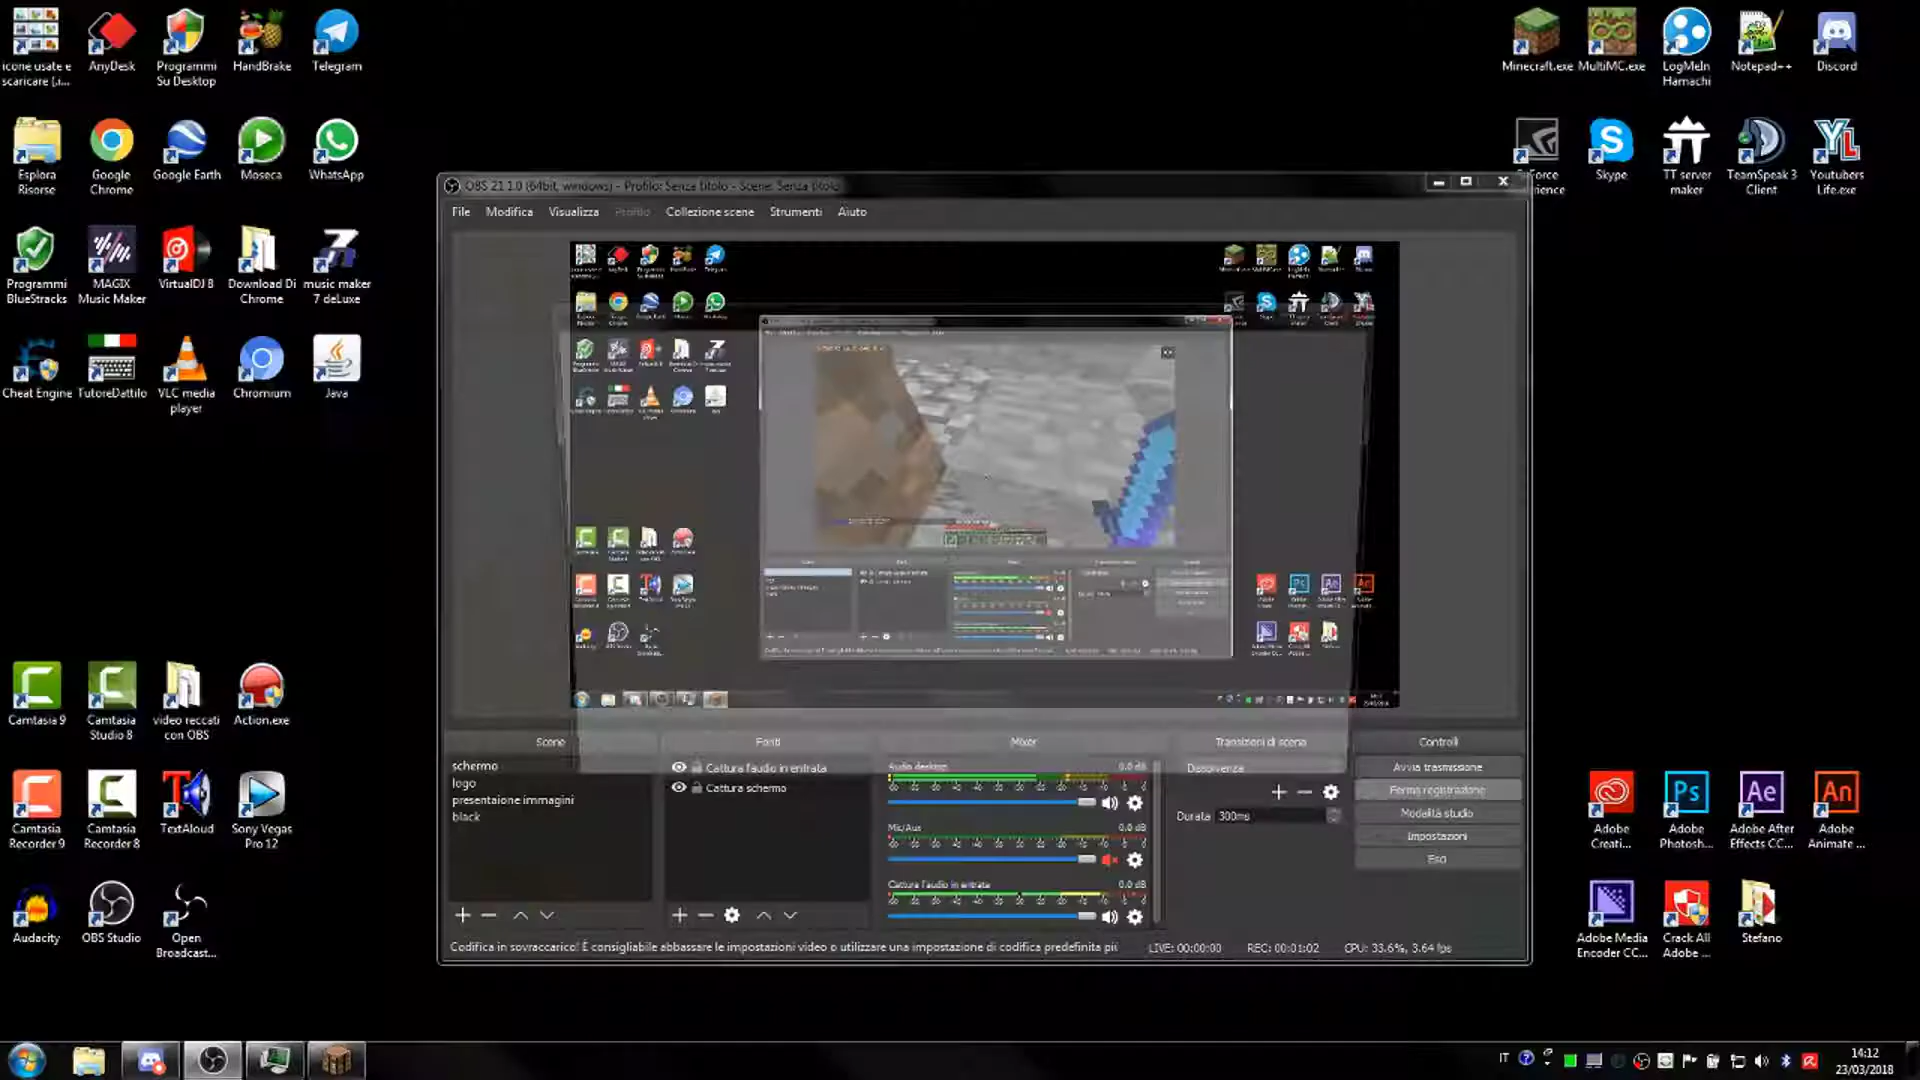 icone usate e
scaricare (.i...
AnyDesk
Programmi
Su Desktop
HandBrake
Telegram
Minecraft.exe
MultiMC.exe
LogMeIn
Hamachi
Notepad++
Discord
Esplora
Risorse
Google
Chrome
Google Earth
Moseca
WhatsApp
Skype
TT server
maker
TeamSpeak 3
Client
Youtubers
Life.exe
OBS 21.1.0 (64bit, windows) - Profilo: Senza titolo - Scene: Senza titolo
File
Modifica
Visualizza
Profilo
Collezione scene
Strumenti
Aiuto
Programmi
BlueStracks
MAGIX
Music Maker
VirtualDJ 8
Download Di
Chrome
music maker
7 deLuxe
Cheat Engine
TutoreDattilo
VLC media
player
Chromium
Java
Camtasia 9
Camtasia
Studio 8
video reccati
con OBS
Action.exe
Camtasia
Recorder 9
Camtasia
Recorder 8
TextAloud
Sony Vegas
Pro 12
Audacity
OBS Studio
Open
Broadcast...
Scene
schermo
logo
presentaione immagini
black
Fonti
Cattura l'audio in entrata
Cattura schermo
Mixer
Audio desktop
0.0 dB
Mic/Aus
0.0 dB
Cattura l'audio in entrata
0.0 dB
Transizioni di scena
Dissolvenza
Durata
300ms
Controlli
Avvia trasmissione
Ferma registrazione
Modalità studio
Impostazioni
Esci
Codifica in sovraccarico! È consigliabile abbassare le impostazioni video o utilizzare una impostazione di codifica predefinita più
LIVE: 00:00:00
REC: 00:01:02
CPU: 33.6%, 3.64 fps
Adobe
Creati...
Adobe
Photosh...
Adobe After
Effects CC...
Adobe
Animate ...
Adobe Media
Encoder CC...
Crack All
Adobe ...
Stefano
IT
14:12
23/03/2018